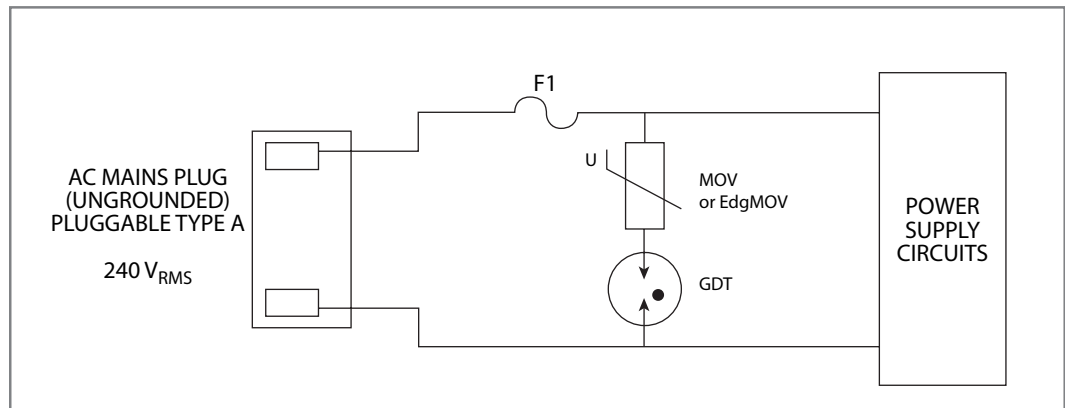 AC MAINS PLUG
(UNGROUNDED)
PLUGGABLE TYPE A
240 VRMS
F1
U
MOV
or EdgMOV
GDT
POWER
SUPPLY
CIRCUITS